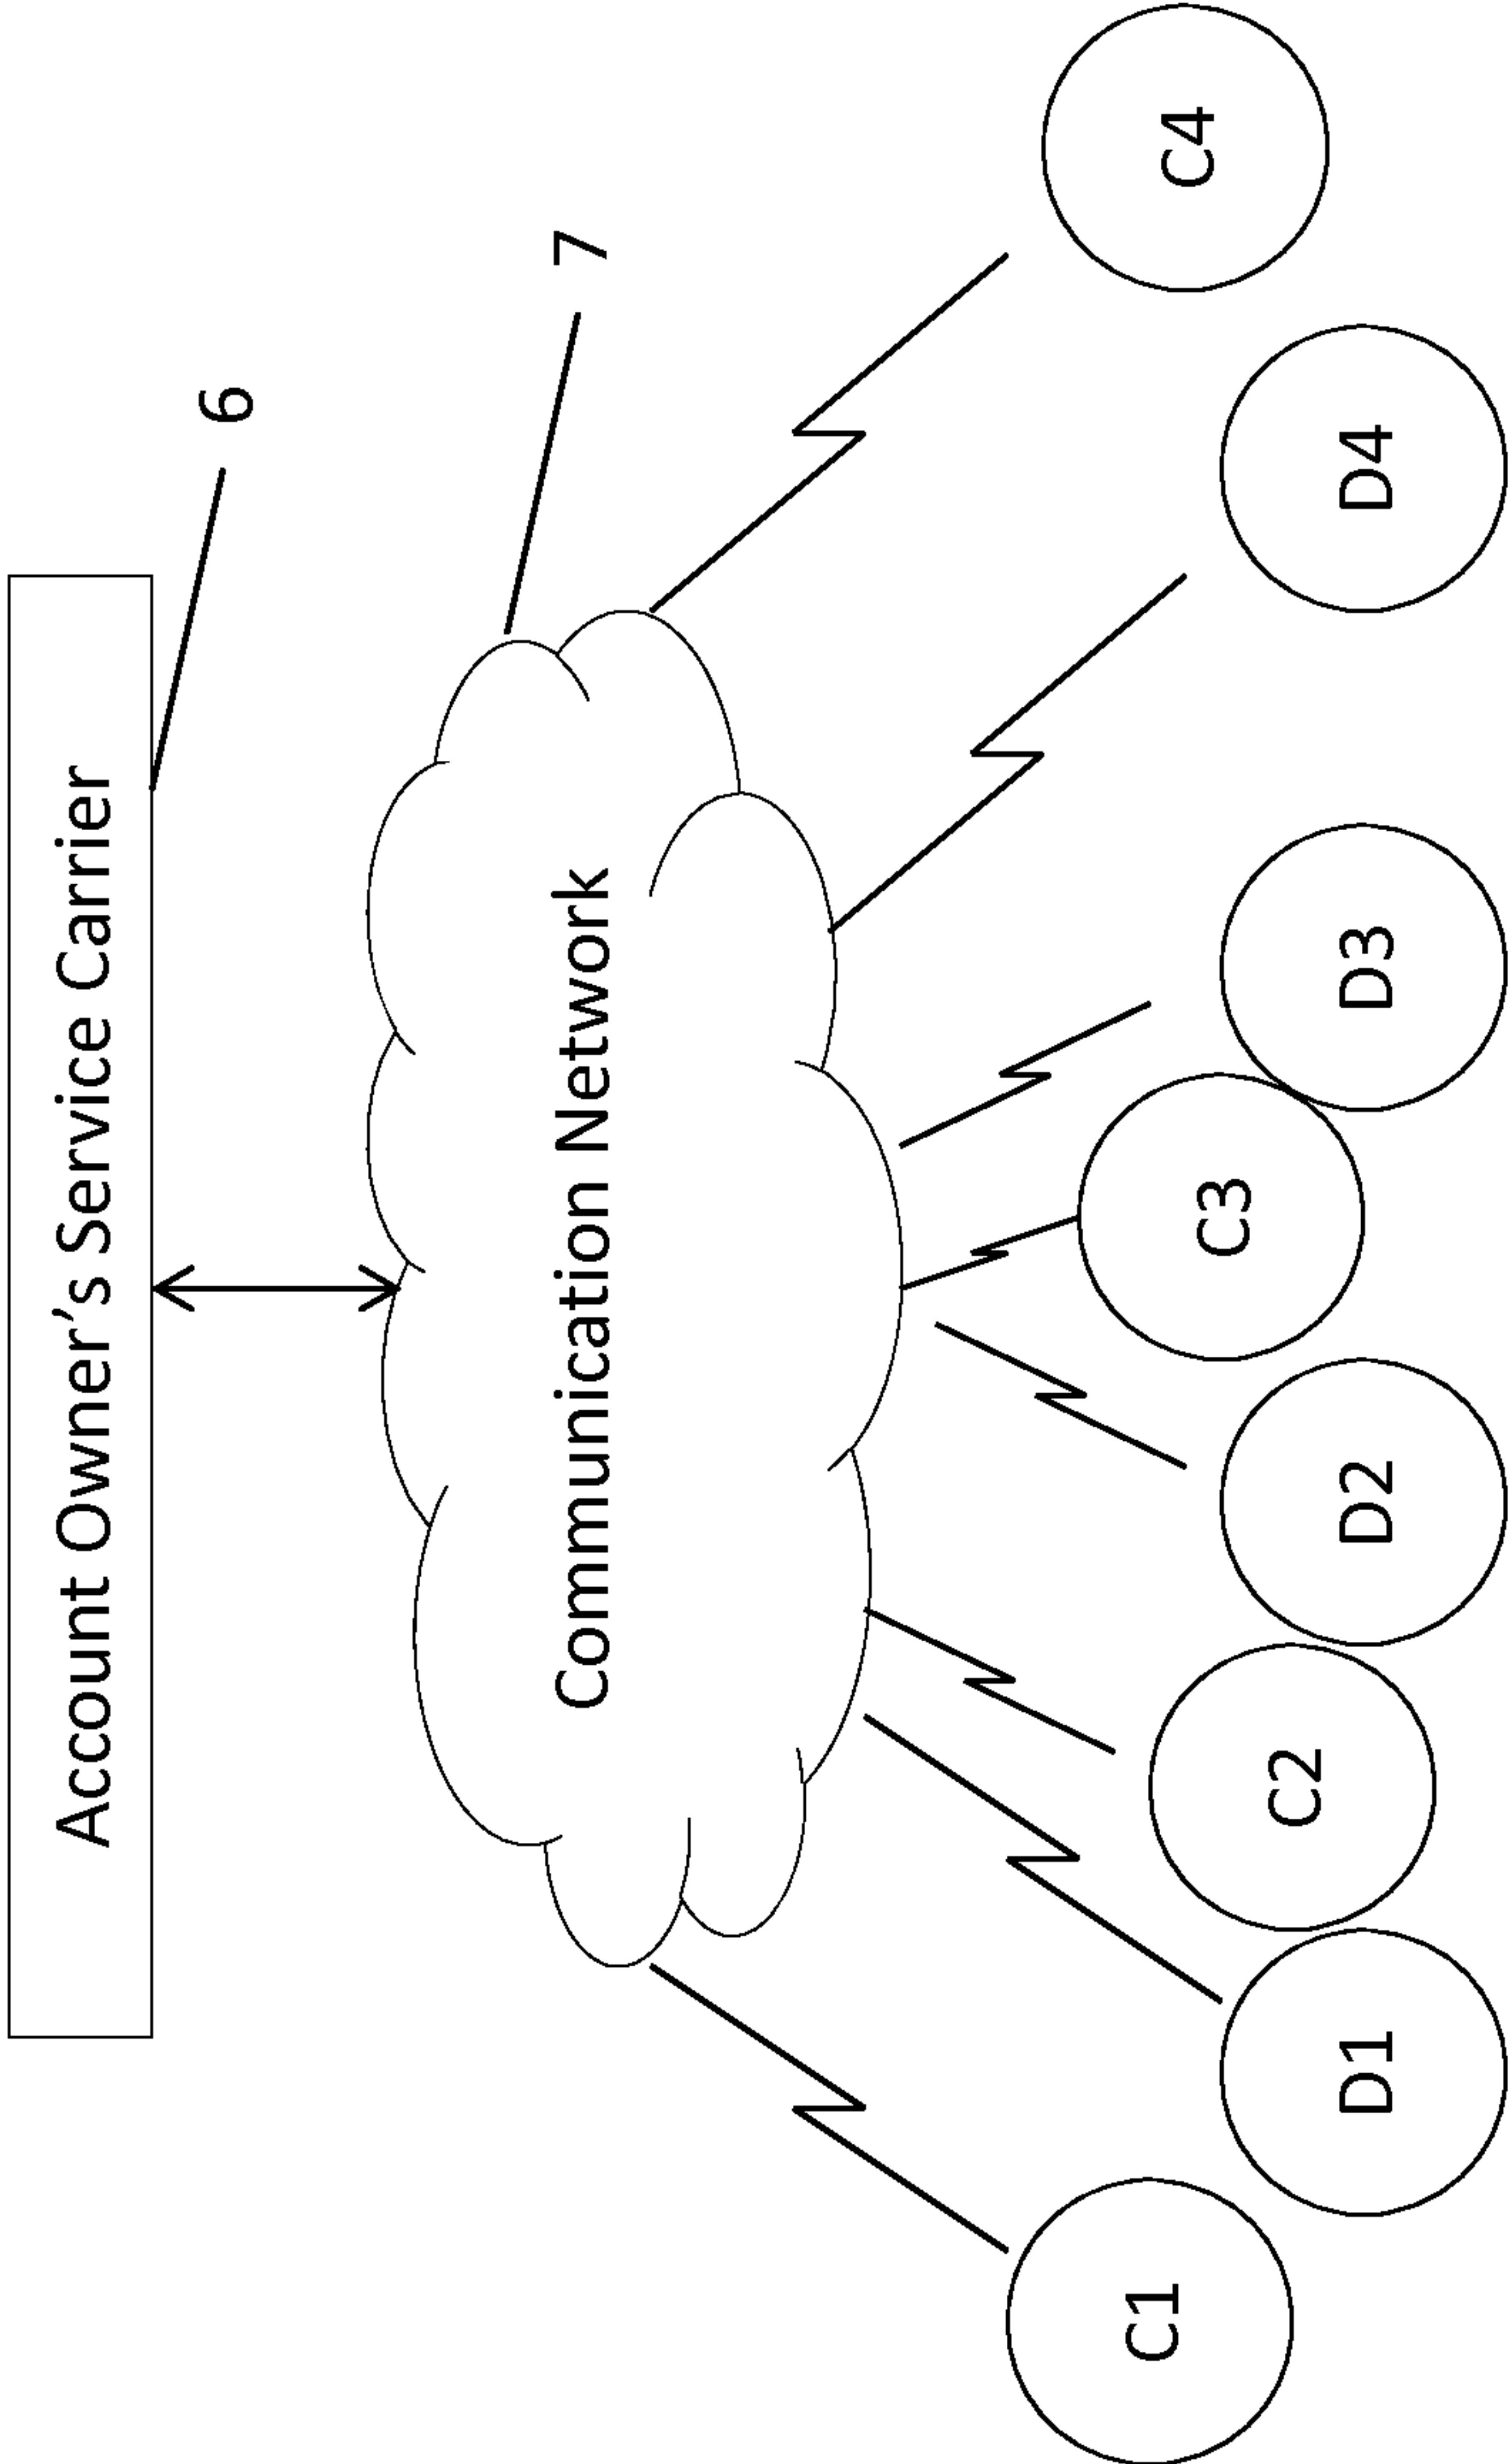 Account Owner's Service Carrier
6
Communication Network
7
C1
D1
C2
D2
C3
D3
D4
C4